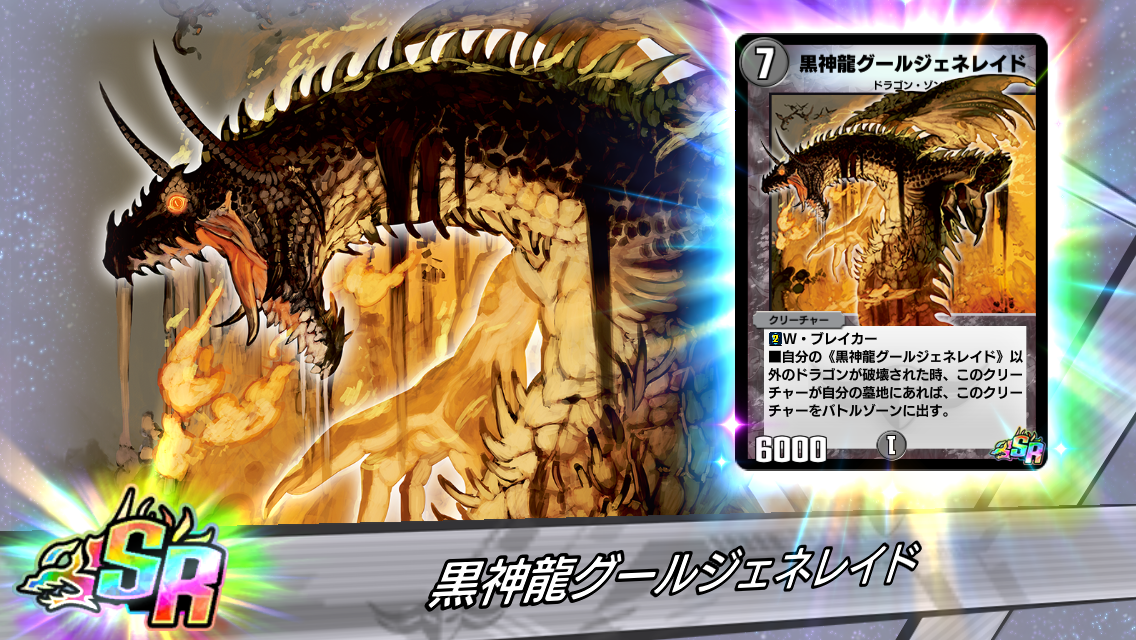 7
黒神龍グールジェネレイド
ドラゴン・ゾン
クリーチャー
2
W・ブレイカー
■自分の《黒神龍グールジェネレイド》以
外のドラゴンが破壊された時、このクリー
チャーが自分の墓地にあれば、このクリー
チャーをバトルゾーンに出す。
6000
I
SR
SR
黒神龍グールジェネレイド